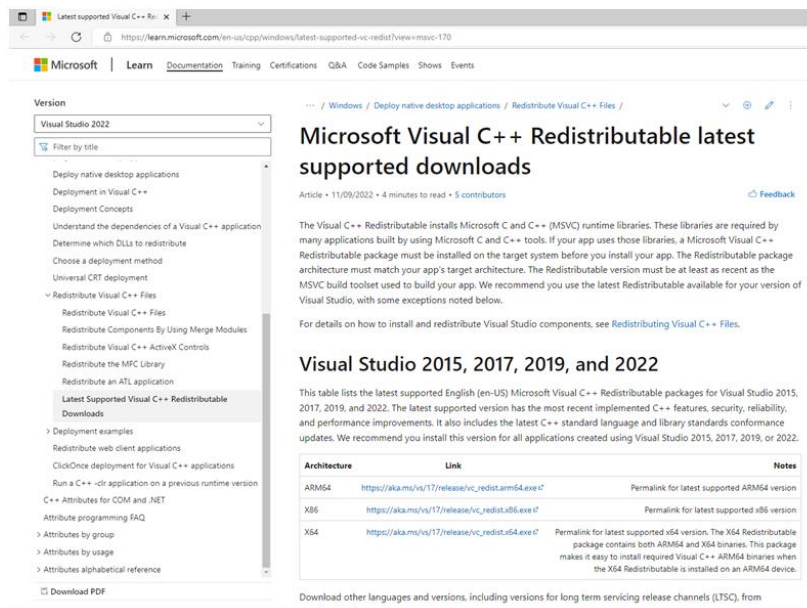 Latest supported Visual C++ Re
https://learn.microsoft.com/en-us/cpp/windows/latest-supported-vc-redist?view=msvc-170
Microsoft | Learn Documentation Training Certifications Q&A Code Samples Shows Events
Version
Visual Studio 2022
Filter by title
Deploy native desktop applications
Deployment in Visual C++
Deployment Concepts
Understand the dependencies of a Visual C++ application
Determine which DLLs to redistribute
Choose a deployment method
Universal CRT deployment
Redistribute Visual C++ Files
Redistribute Visual C++ Files
Redistribute Components By Using Merge Modules
Redistribute Visual C++ ActiveX Controls
Redistribute the MFC Library
Redistribute an ATL application
Latest Supported Visual C++ Redistributable
Downloads
> Deployment examples
Redistribute web client applications
ClickOnce deployment for Visual C++ applications
Run a C++ -clr application on a previous runtime version
C++ Attributes for COM and .NET
Attribute programming FAQ
> Attributes by group
> Attributes by usage
> Attributes alphabetical reference
Download PDF
··· / Windows / Deploy native desktop applications / Redistribute Visual C++ Files /
Microsoft Visual C++ Redistributable latest
supported downloads
Article • 11/09/2022 • 4 minutes to read • 5 contributors
Feedback
The Visual C++ Redistributable installs Microsoft C and C++ (MSVC) runtime libraries. These libraries are required by
many applications built by using Microsoft C and C++ tools. If your app uses those libraries, a Microsoft Visual C++
Redistributable package must be installed on the target system before you install your app. The Redistributable package
architecture must match your app's target architecture. The Redistributable version must be at least as recent as the
MSVC build toolset used to build your app. We recommend you use the latest Redistributable available for your version of
Visual Studio, with some exceptions noted below.
For details on how to install and redistribute Visual Studio components, see Redistributing Visual C++ Files.
Visual Studio 2015, 2017, 2019, and 2022
This table lists the latest supported English (en-US) Microsoft Visual C++ Redistributable packages for Visual Studio 2015,
2017, 2019, and 2022. The latest supported version has the most recent implemented C++ features, security, reliability,
and performance improvements. It also includes the latest C++ standard language and library standards conformance
updates. We recommend you install this version for all applications created using Visual Studio 2015, 2017, 2019, or 2022.
Architecture Link Notes
ARM64 https://aka.ms/vs/17/release/vc_redist.arm64.exe Permalink for latest supported ARM64 version
X86 https://aka.ms/vs/17/release/vc_redist.x86.exe Permalink for latest supported x86 version
X64 https://aka.ms/vs/17/release/vc_redist.x64.exe Permalink for latest supported x64 version. The X64 Redistributable
package contains both ARM64 and X64 binaries. This package
makes it easy to install required Visual C++ ARM64 binaries when
the X64 Redistributable is installed on an ARM64 device.
Download other languages and versions, including versions for long term servicing release channels (LTSC), from